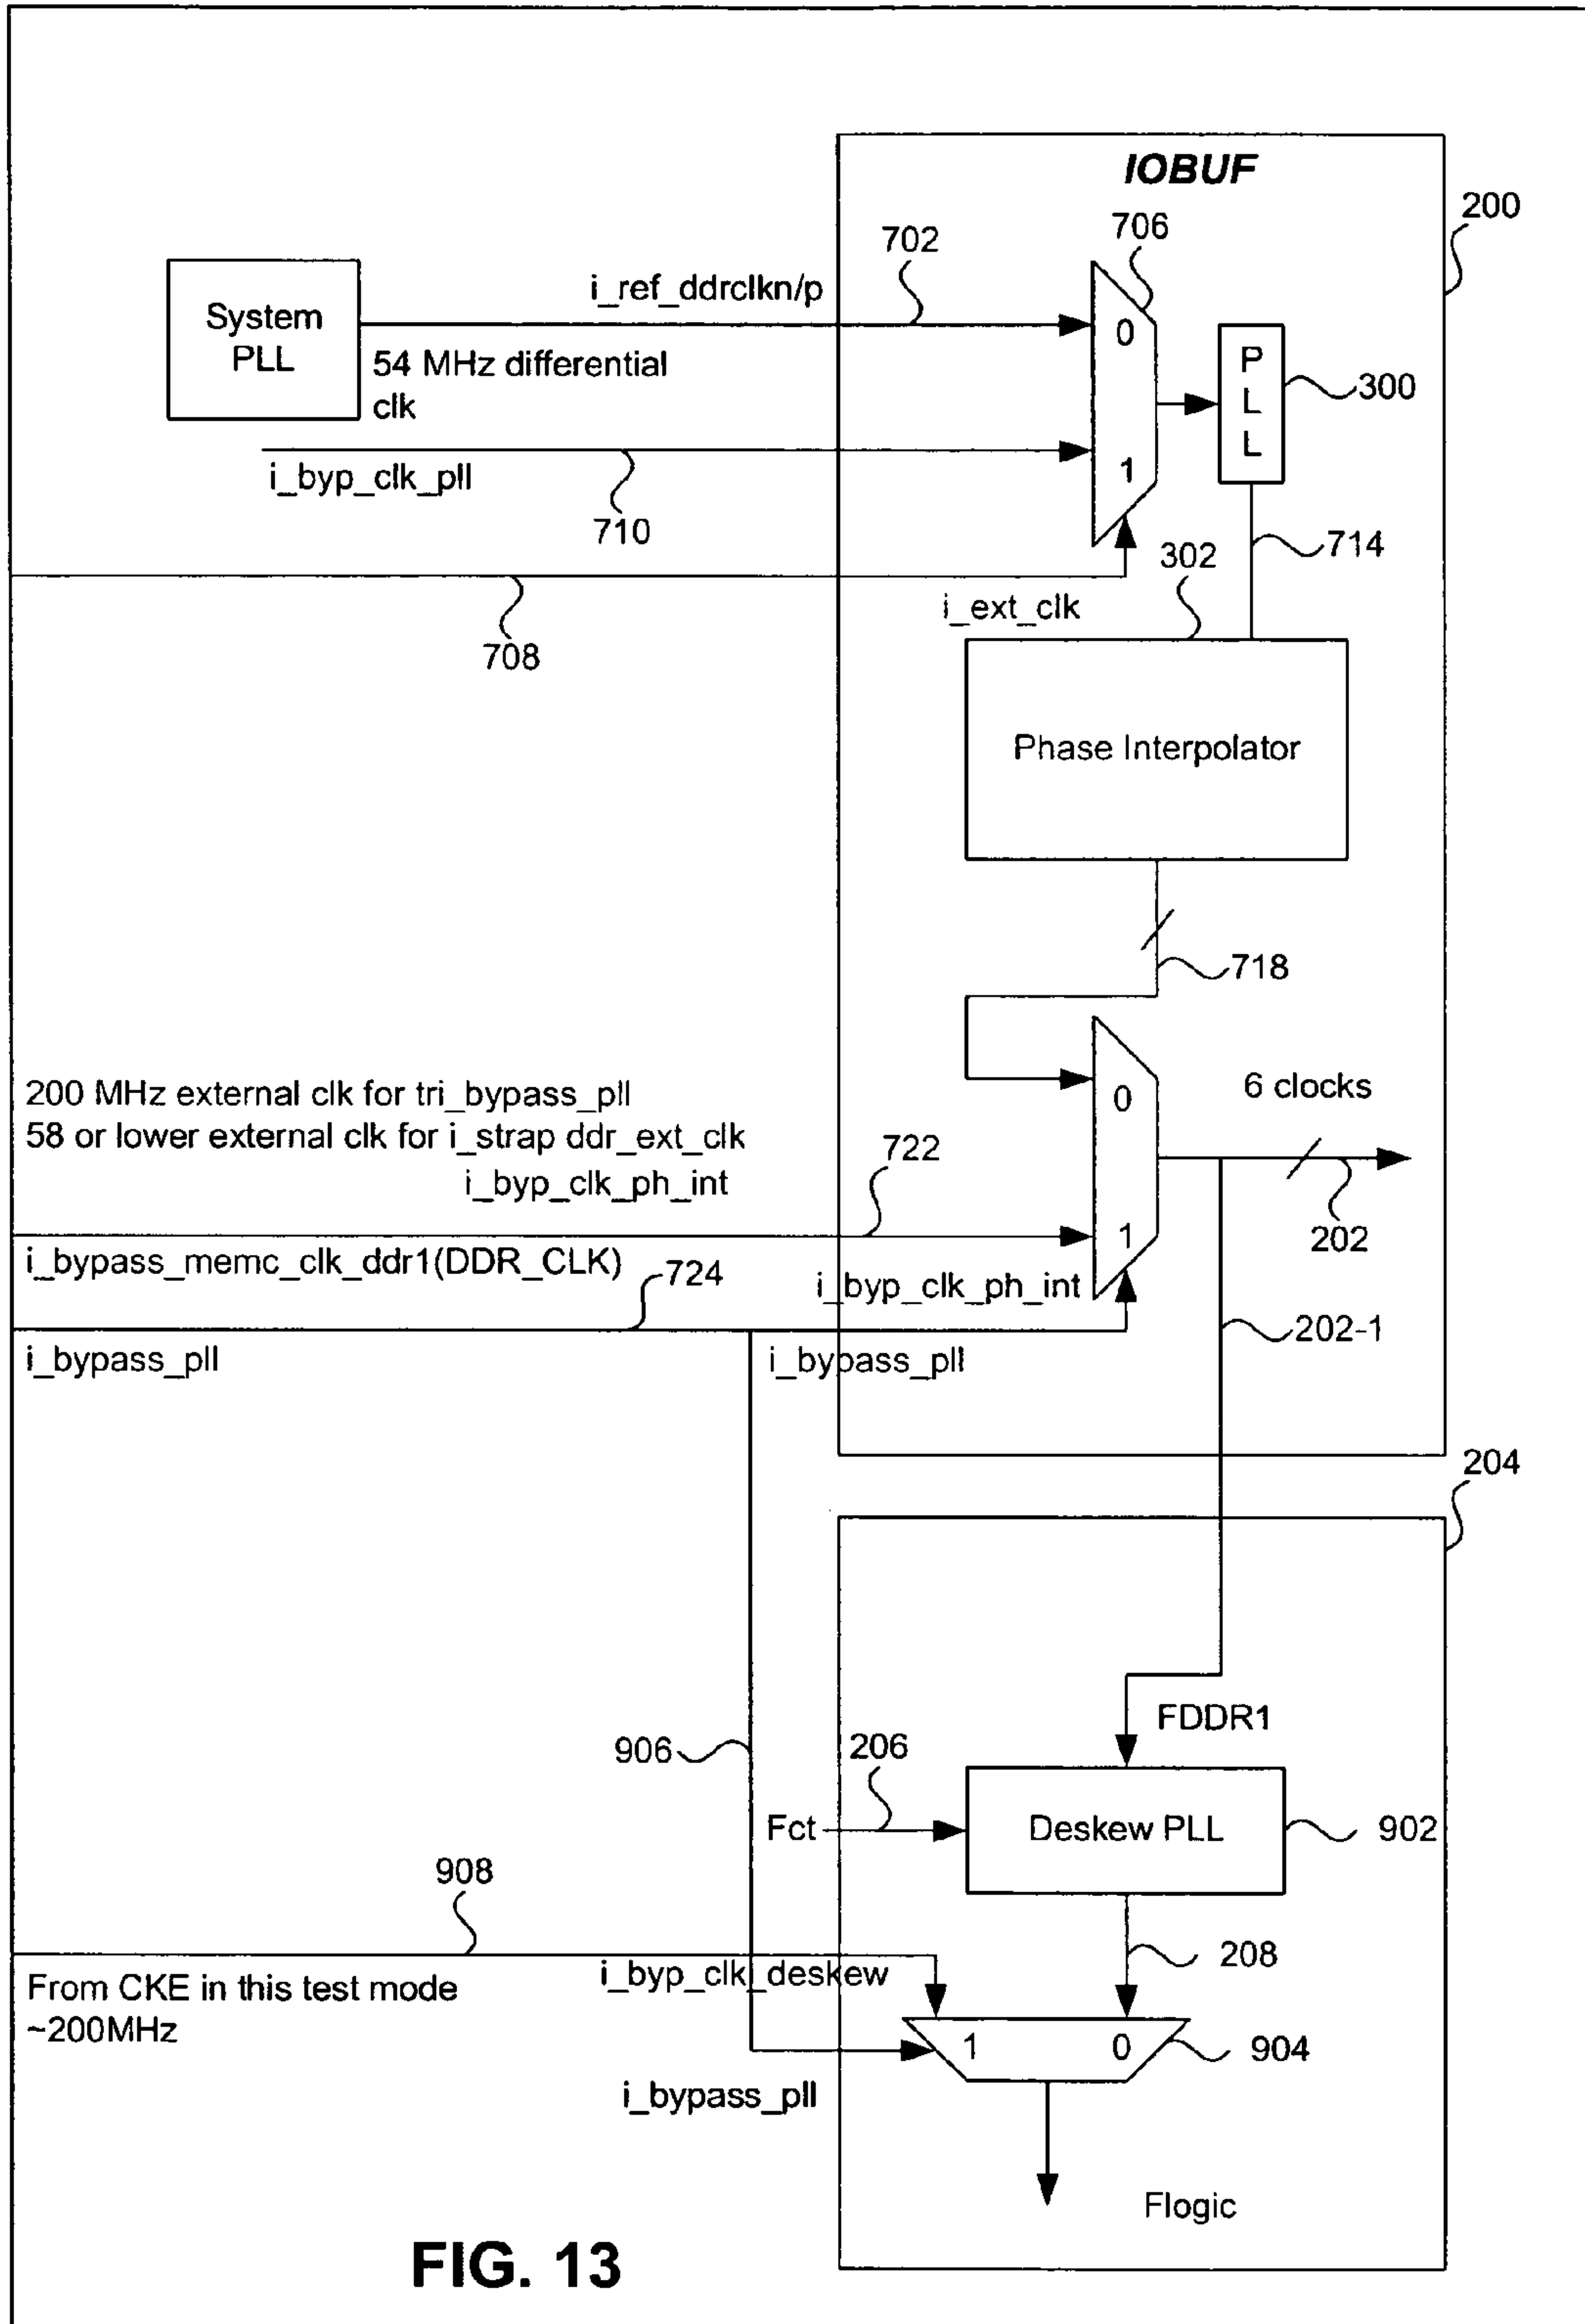 IOBUF
200
706
702
i_ref_ddrclkn/p
System
PLL
54 MHz differential
clk
0
1
P
L
L
300
i_byp_clk_pll
710
714
302
i_ext_clk
708
Phase Interpolator
718
200 MHz external clk for tri_bypass_pll
58 or lower external clk for i_strap ddr_ext_clk
i_byp_clk_ph_int
722
0
1
6 clocks
202
i_bypass_memc_clk_ddr1(DDR_CLK)
724
i_byp_clk_ph_int
202-1
i_bypass_pll
i_bypass_pll
204
FDDR1
906
206
Fct
Deskew PLL
902
908
208
i_byp_clk_deskew
From CKE in this test mode
~200MHz
1
0
904
i_bypass_pll
Flogic
FIG. 13